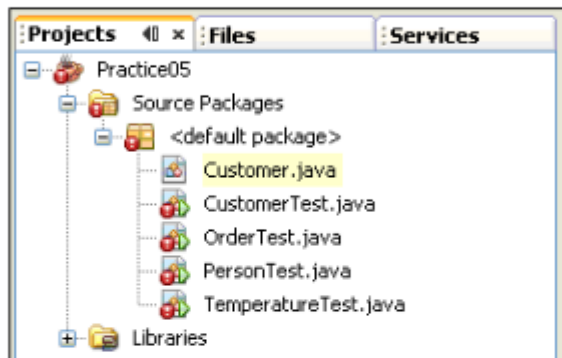 Projects Files Services
Practice05
Source Packages
<default package>
Customer.java
CustomerTest.java
OrderTest.java
PersonTest.java
TemperatureTest.java
Libraries